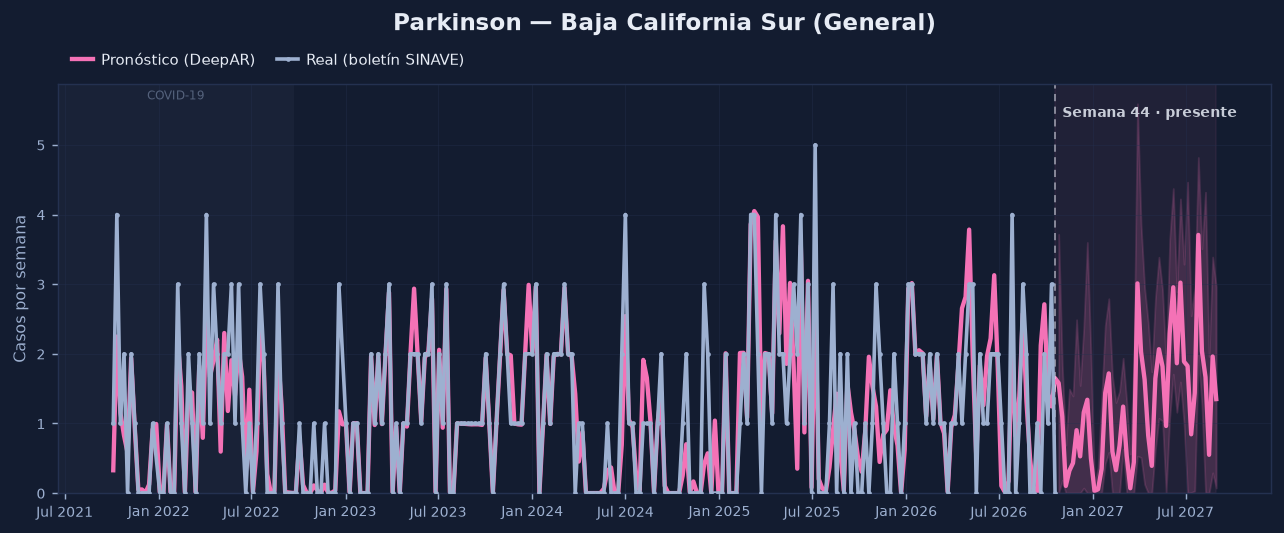 Parkinson — Baja California Sur (General)
Pronóstico (DeepAR)
Real (boletín SINAVE)
COVID-19
Semana 44 · presente
Casos por semana
5
4
3
2
1
0
Jul 2021
Jan 2022
Jul 2022
Jan 2023
Jul 2023
Jan 2024
Jul 2024
Jan 2025
Jul 2025
Jan 2026
Jul 2026
Jan 2027
Jul 2027